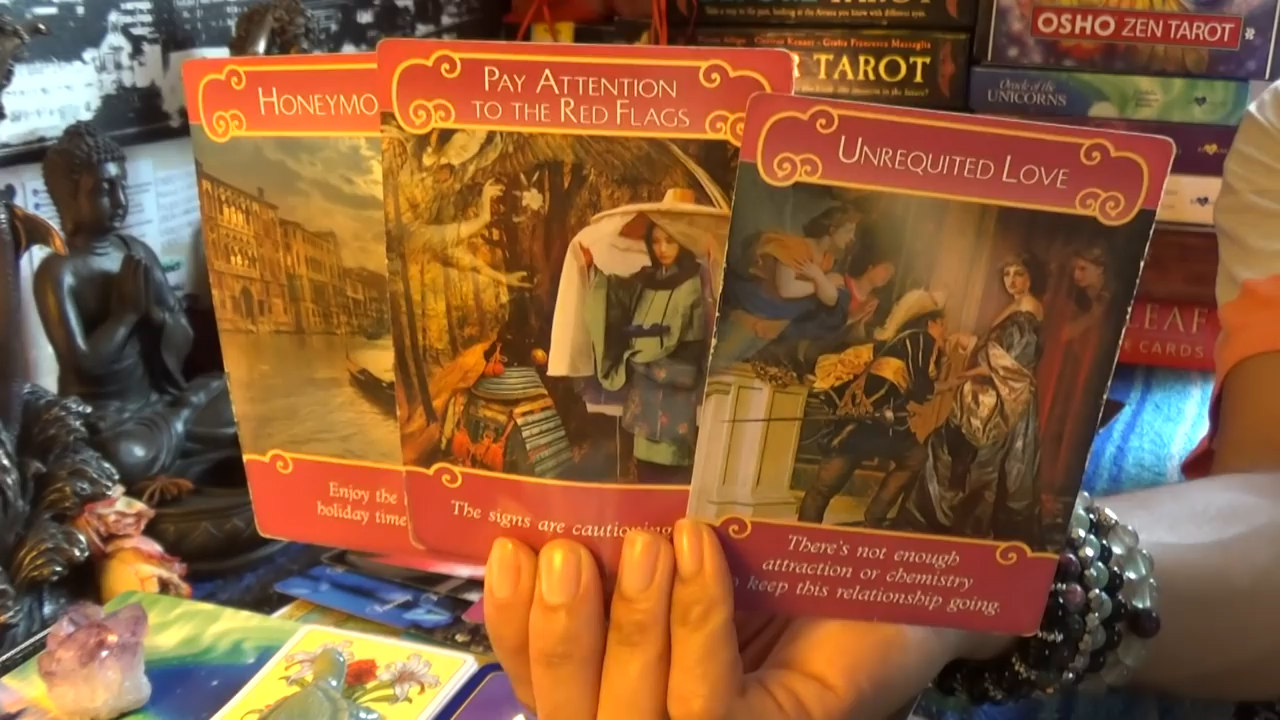 HONEYMO
Enjoy the
holiday time
PAY ATTENTION
TO THE RED FLAGS
The signs are cautioning
UNREQUITED LOVE
There's not enough
attraction or chemistry
keep this relationship going.
TAROT
OSHO ZEN TAROT
Oracle of the
UNICORNS
LEAF
CARDS